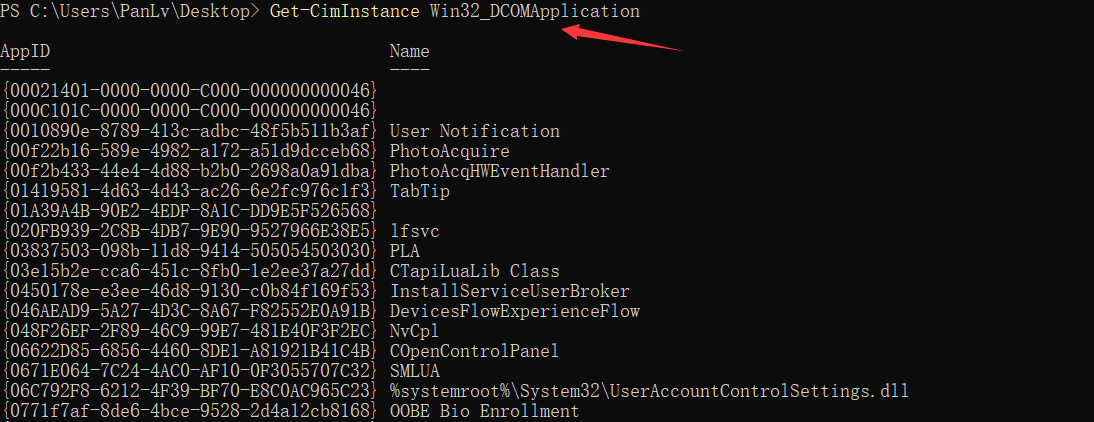 PS C:\Users\PanLv\Desktop> Get-CimInstance Win32_DCOMApplication
AppID Name
----- ----
{00021401-0000-0000-C000-000000000046}
{000C101C-0000-0000-C000-000000000046}
{0010890e-8789-413c-adbc-48f5b511b3af} User Notification
{00f22b16-589e-4982-a172-a51d9dcceb68} PhotoAcquire
{00f2b433-44e4-4d88-b2b0-2698a0a91dba} PhotoAcqHWEventHandler
{01419581-4d63-4d43-ac26-6e2fc976c1f3} TabTip
{01A39A4B-90E2-4EDF-8A1C-DD9E5F526568}
{020FB939-2C8B-4DB7-9E90-9527966E38E5} lfsvc
{03837503-098b-11d8-9414-505054503030} PLA
{03e15b2e-cca6-451c-8fb0-1e2ee37a27dd} CTapiLuaLib Class
{0450178e-e3ee-46d8-9130-c0b84f169f53} InstallServiceUserBroker
{046AEAD9-5A27-4D3C-8A67-F82552E0A91B} DevicesFlowExperienceFlow
{048F26EF-2F89-46C9-99E7-481E40F3F2EC} NvCpl
{06622D85-6856-4460-8DE1-A81921B41C4B} COpenControlPanel
{0671E064-7C24-4AC0-AF10-0F3055707C32} SMLUA
{06C792F8-6212-4F39-BF70-E8C0AC965C23} %systemroot%\System32\UserAccountControlSettings.dll
{0771f7af-8de6-4bce-9528-2d4a12cb8168} OOBE Bio Enrollment